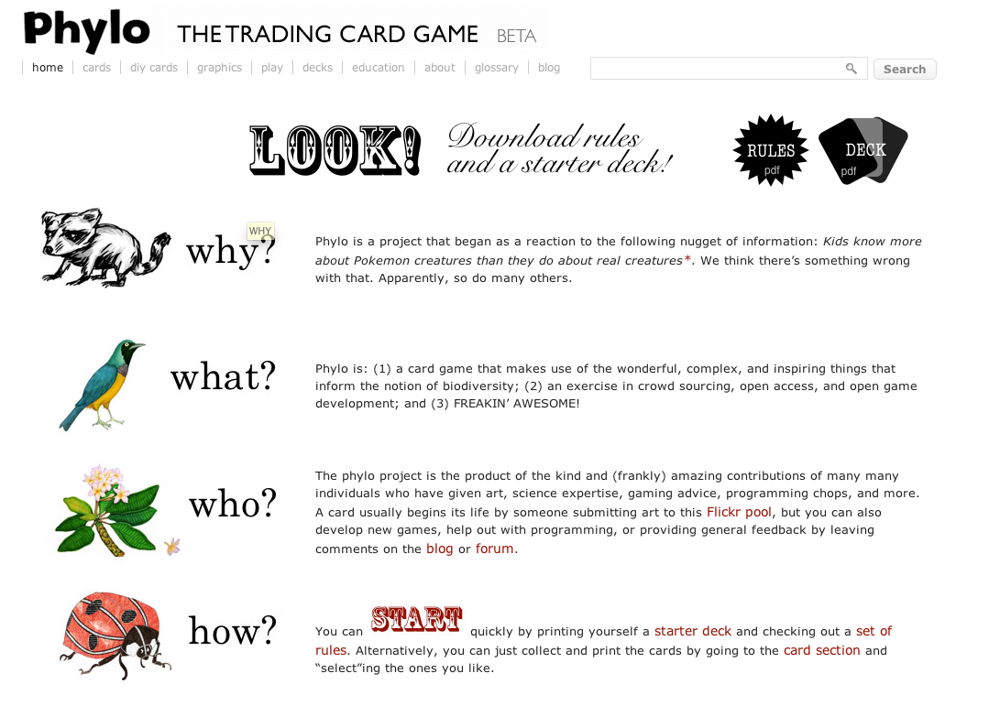 Phylo THE TRADING CARD GAME BETA
home cards diy cards graphics play decks education about glossary blog Search
LOOK! Download rules
and a starter deck!
RULES
pdf
DECK
pdf
WHY
why?
Phylo is a project that began as a reaction to the following nugget of information: Kids know more
about Pokemon creatures than they do about real creatures*. We think there’s something wrong
with that. Apparently, so do many others.
what?
Phylo is: (1) a card game that makes use of the wonderful, complex, and inspiring things that
inform the notion of biodiversity; (2) an exercise in crowd sourcing, open access, and open game
development; and (3) FREAKIN’ AWESOME!
who?
The phylo project is the product of the kind and (frankly) amazing contributions of many many
individuals who have given art, science expertise, gaming advice, programming chops, and more.
A card usually begins its life by someone submitting art to this Flickr pool, but you can also
develop new games, help out with programming, or providing general feedback by leaving
comments on the blog or forum.
how?
You can START quickly by printing yourself a starter deck and checking out a set of
rules. Alternatively, you can just collect and print the cards by going to the card section and
“select”ing the ones you like.